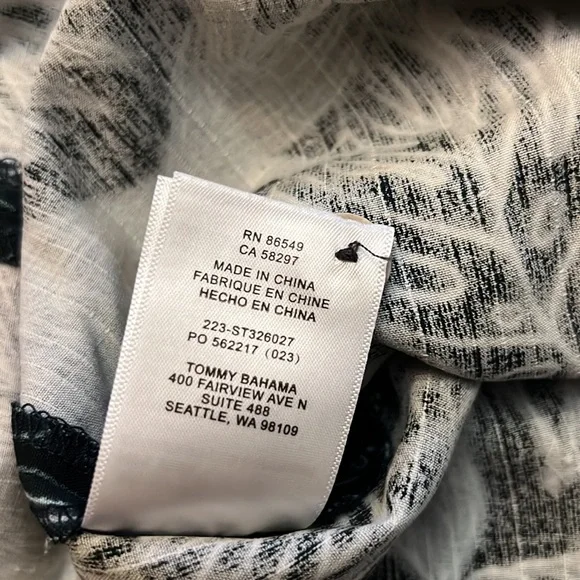 RN 86549
CA 58297
MADE IN CHINA
FABRIQUE EN CHINE
HECHO EN CHINA
223-ST326027
PO 562217 (023)
TOMMY BAHAMA
400 FAIRVIEW AVE N
SUITE 488
SEATTLE, WA 98109